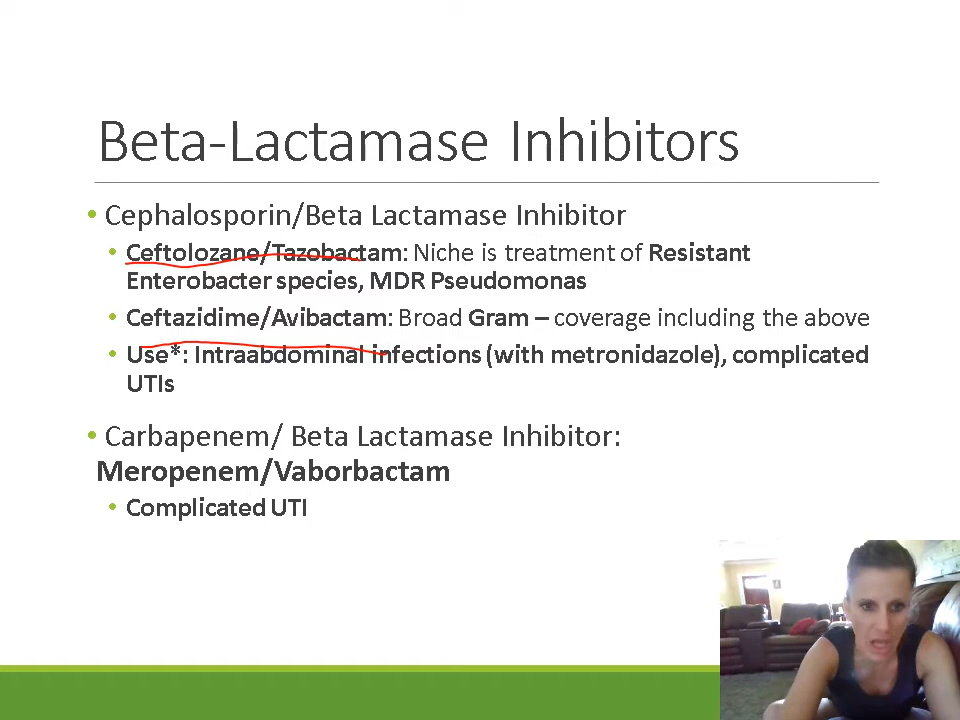 Beta-Lactamase Inhibitors
• Cephalosporin/Beta Lactamase Inhibitor
• Ceftolozane/Tazobactam: Niche is treatment of Resistant
Enterobacter species, MDR Pseudomonas
• Ceftazidime/Avibactam: Broad Gram – coverage including the above
• Use*: Intraabdominal infections (with metronidazole), complicated
UTIs
• Carbapenem/ Beta Lactamase Inhibitor:
Meropenem/Vaborbactam
• Complicated UTI